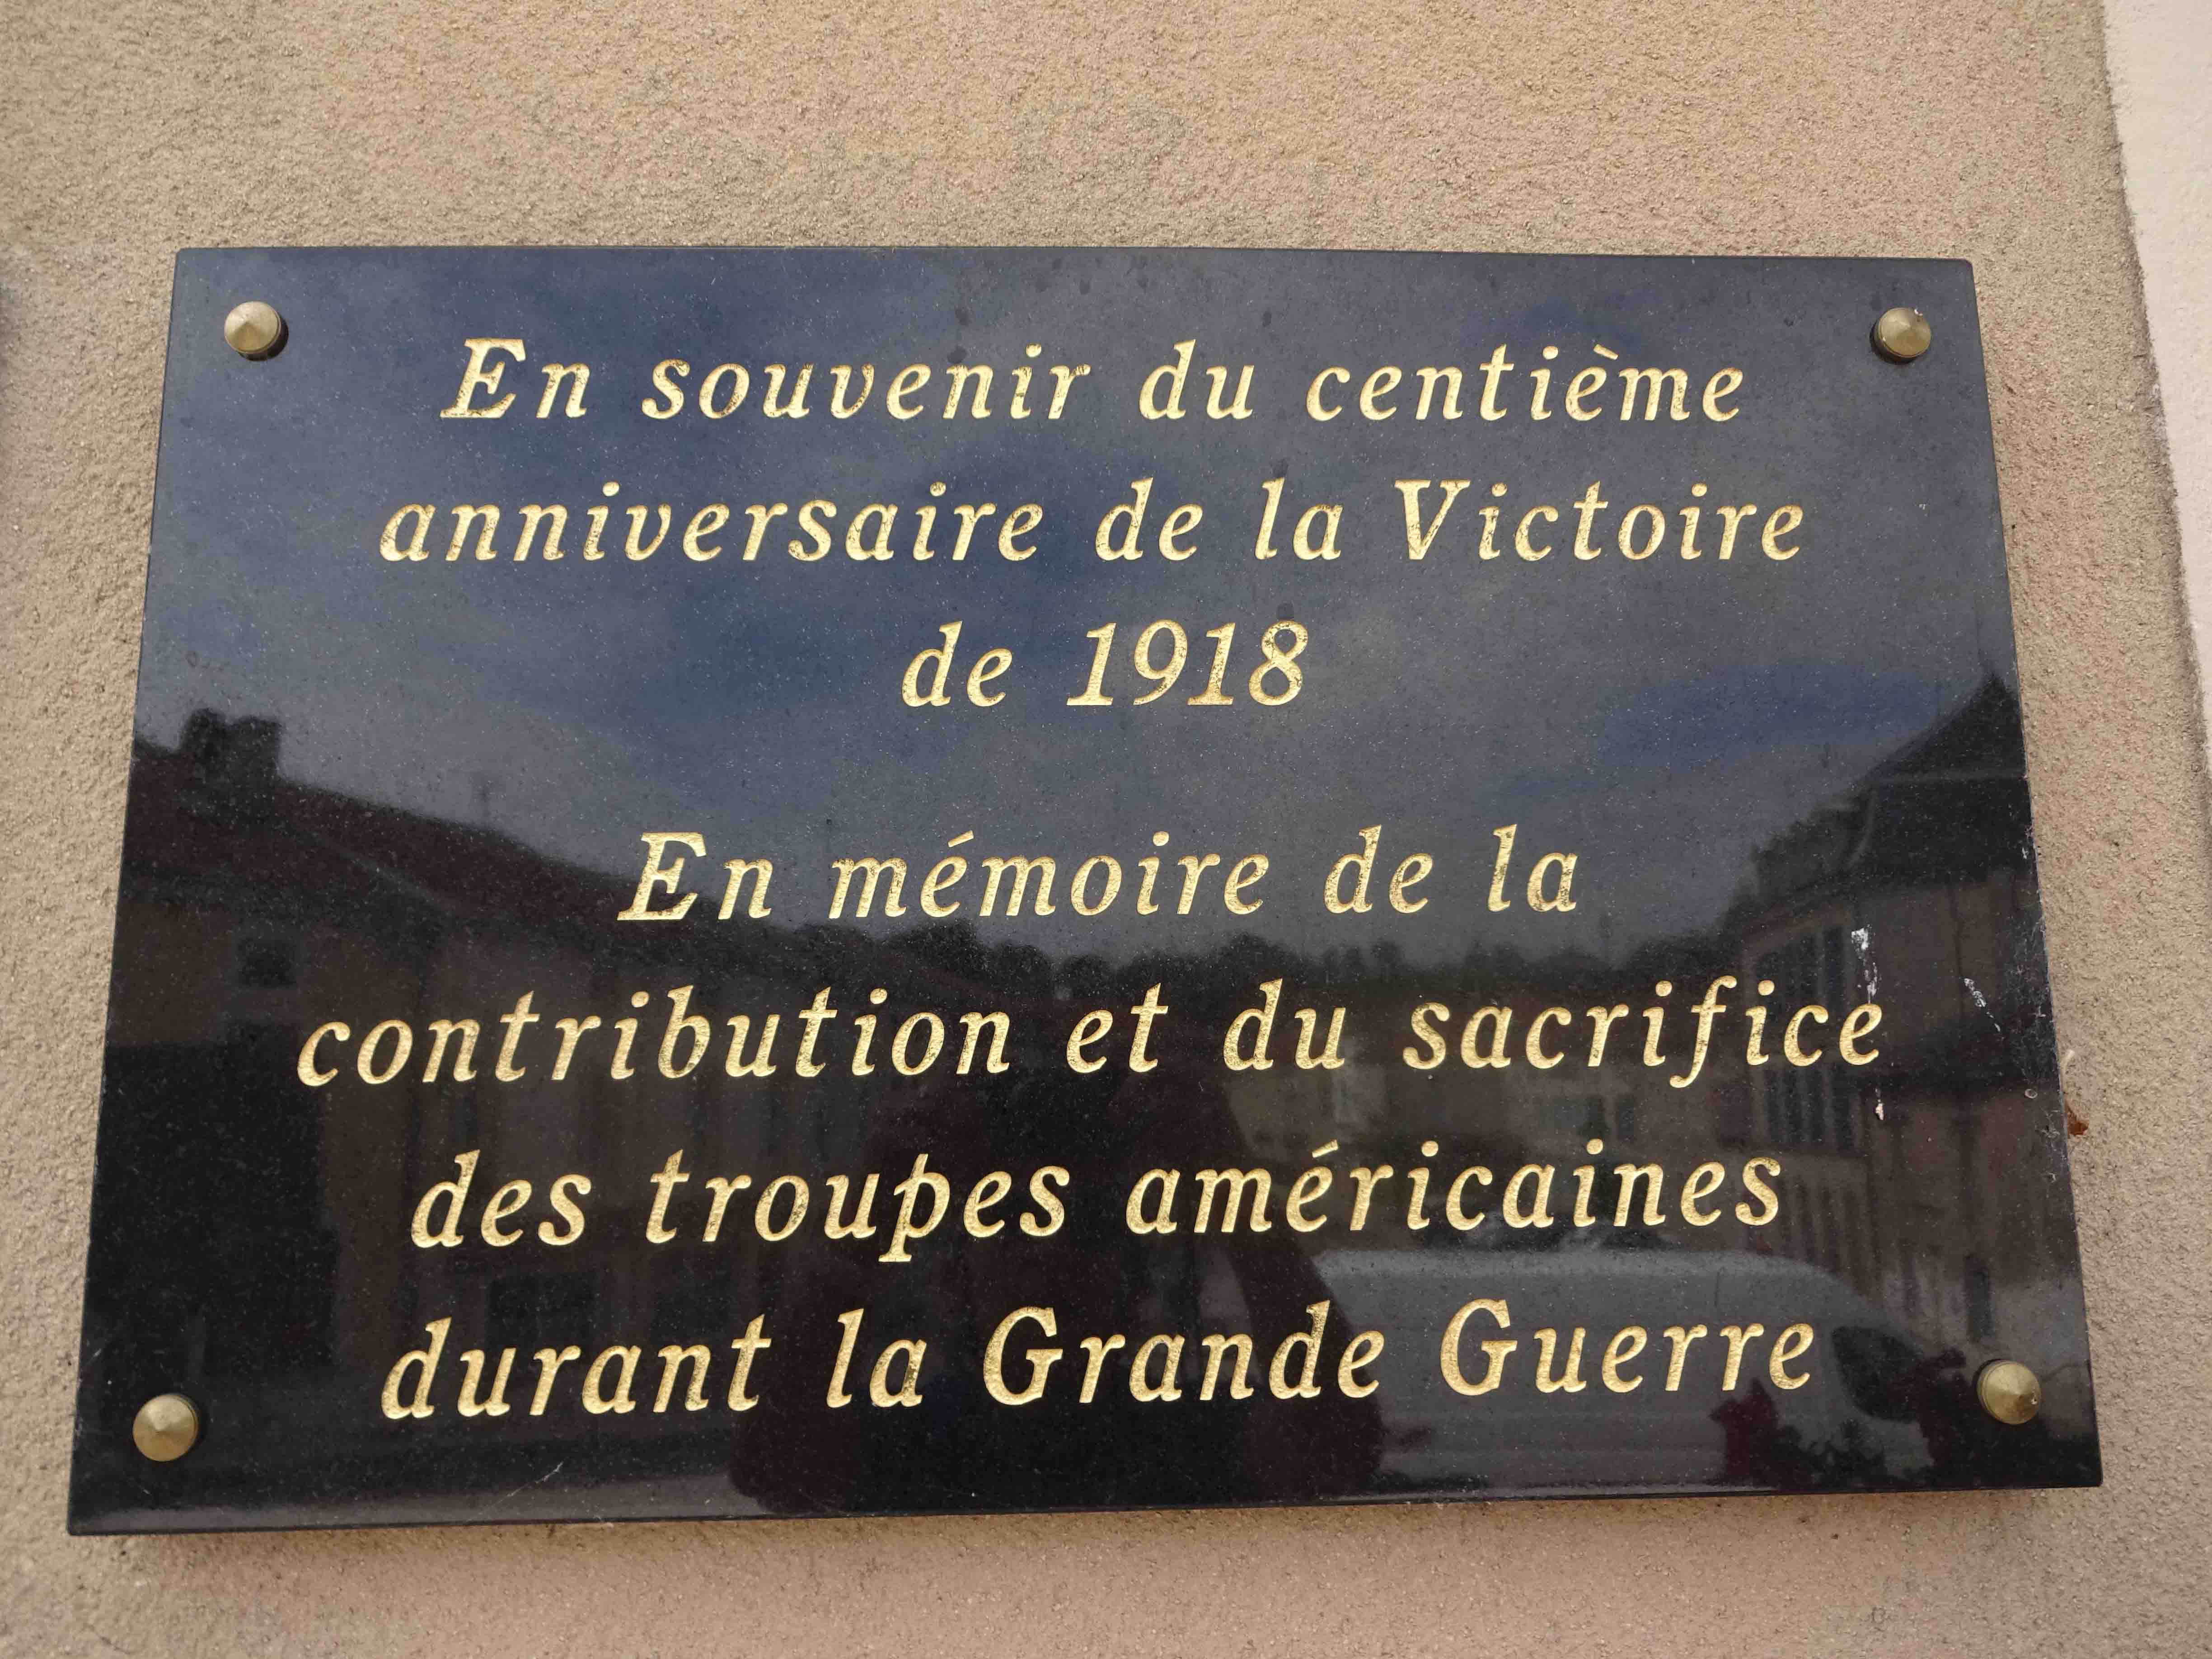 En souvenir du centième
anniversaire de la Victoire
de 1918
En mémoire de la
contribution et du sacrifice
des troupes américaines
durant la Grande Guerre